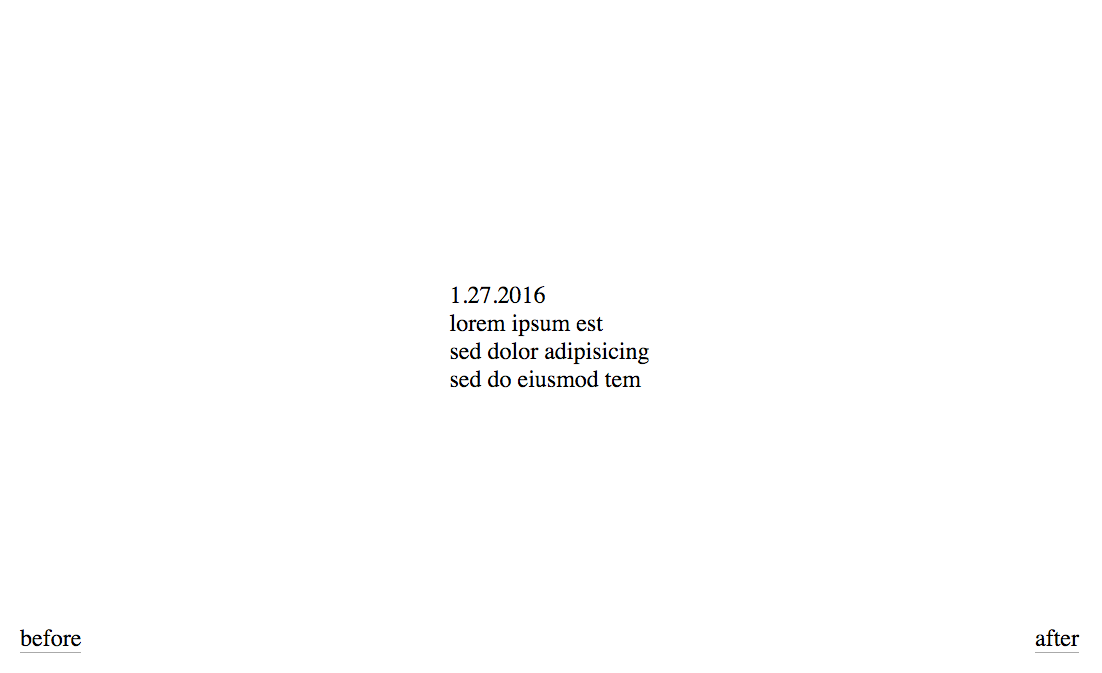 1.27.2016
lorem ipsum est
sed dolor adipisicing
sed do eiusmod tem
before
after